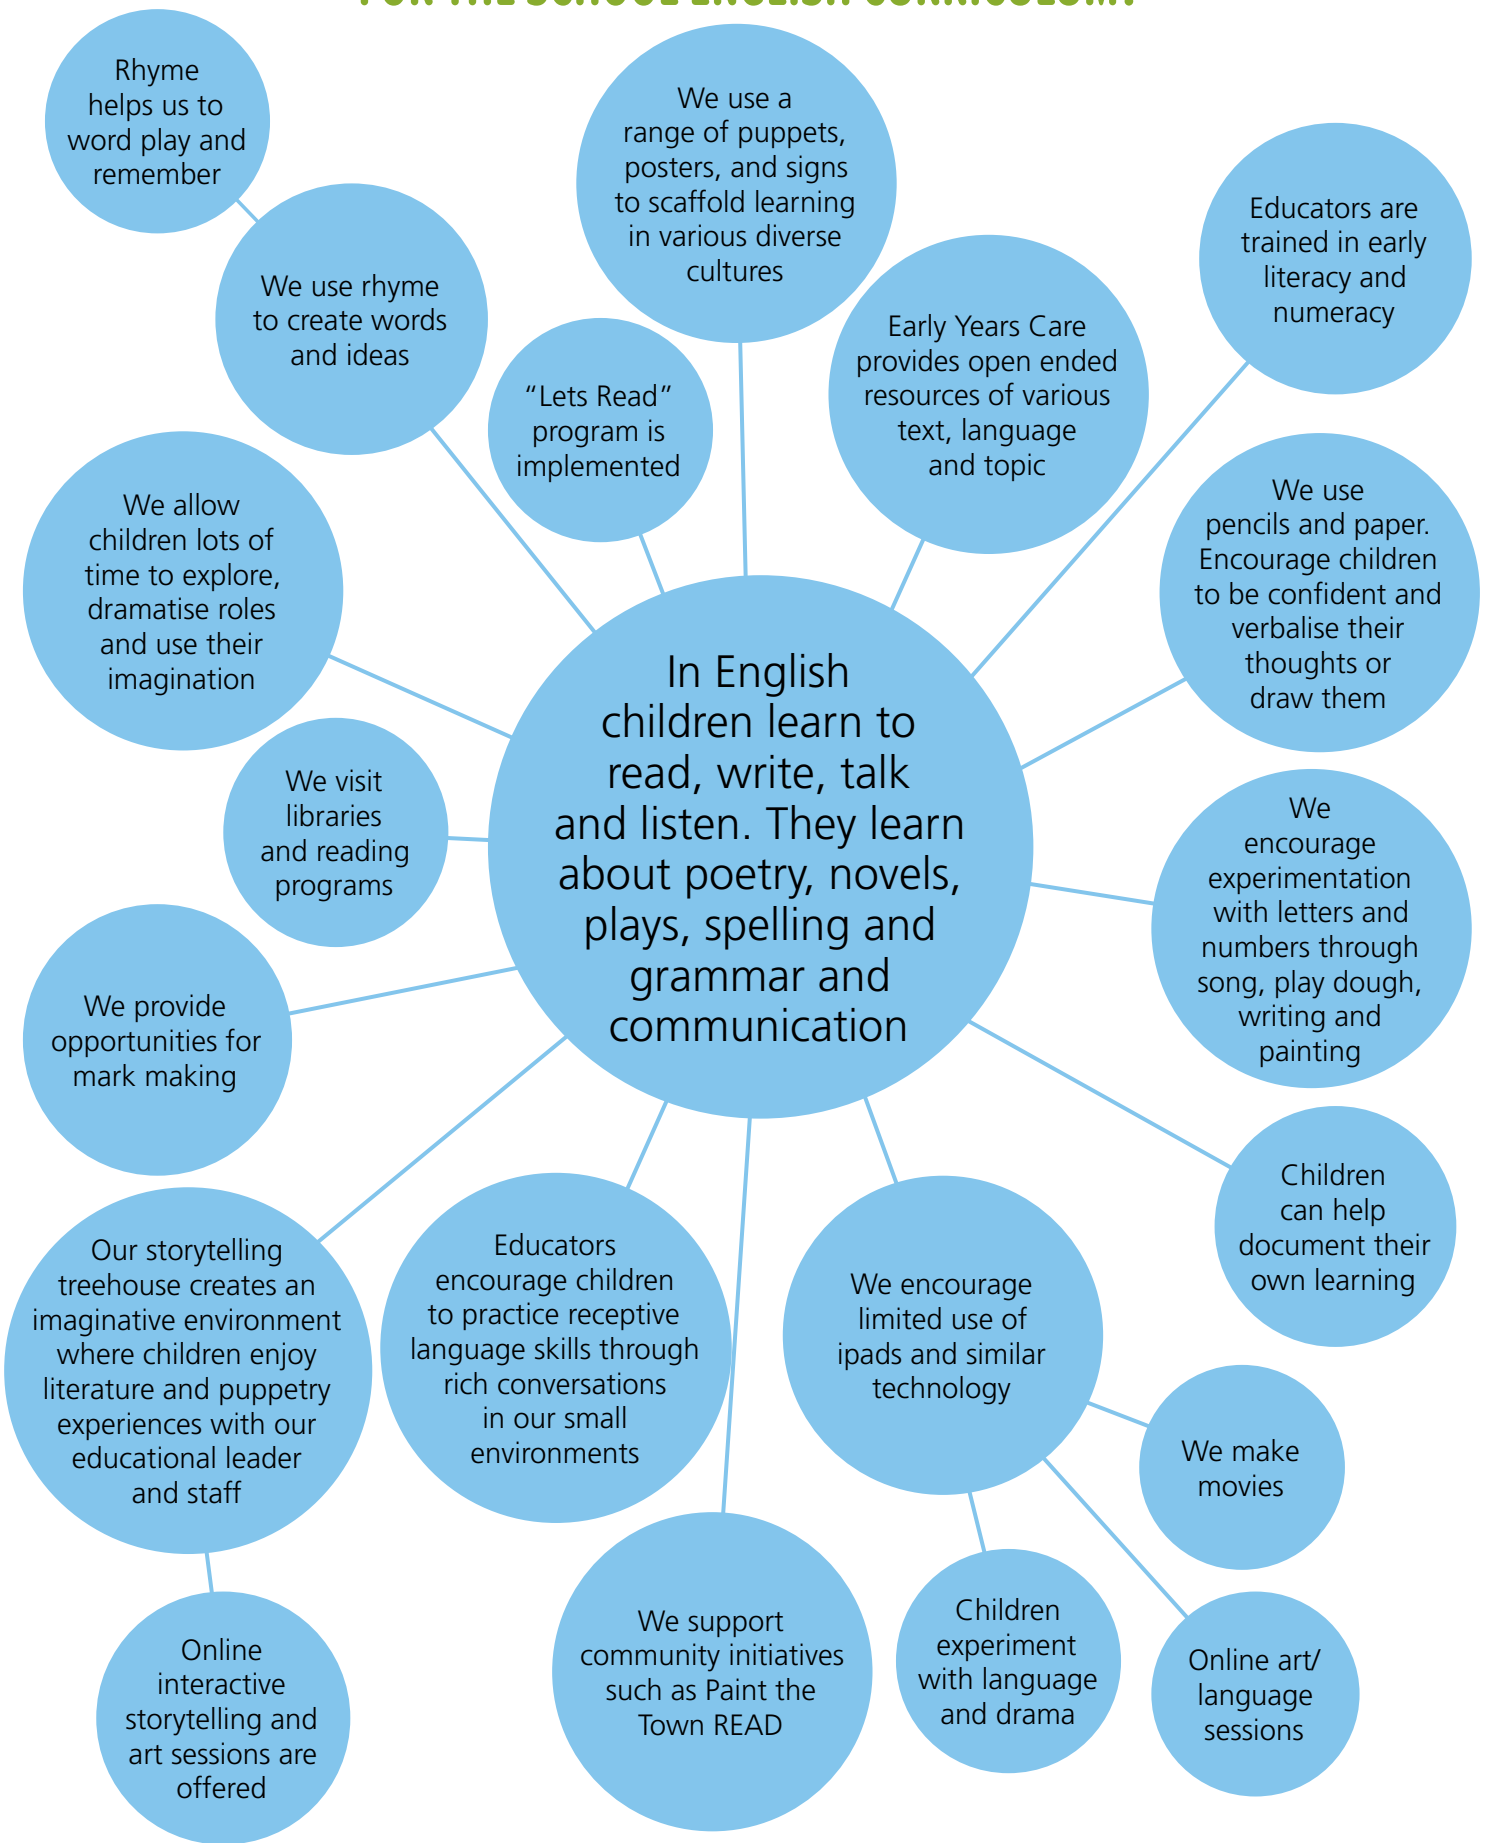 FOR THE SCHOOL ENGLISH CURRICULUM?
Rhyme
helps us to
word play and
remember
We use rhyme
to create words
and ideas
“Lets Read”
program is
implemented
We use a
range of puppets,
posters, and signs
to scaffold learning
in various diverse
cultures
Early Years Care
provides open ended
resources of various
text, language
and topic
Educators are
trained in early
literacy and
numeracy
We allow
children lots of
time to explore,
dramatise roles
and use their
imagination
We use
pencils and paper.
Encourage children
to be confident and
verbalise their
thoughts or
draw them
In English
children learn to
read, write, talk
and listen. They learn
about poetry, novels,
plays, spelling and
grammar and
communication
We visit
libraries
and reading
programs
We
encourage
experimentation
with letters and
numbers through
song, play dough,
writing and
painting
We provide
opportunities for
mark making
Children
can help
document their
own learning
Our storytelling
treehouse creates an
imaginative environment
where children enjoy
literature and puppetry
experiences with our
educational leader
and staff
Educators
encourage children
to practice receptive
language skills through
rich conversations
in our small
environments
We encourage
limited use of
ipads and similar
technology
We make
movies
Online
interactive
storytelling and
art sessions are
offered
We support
community initiatives
such as Paint the
Town READ
Children
experiment
with language
and drama
Online art/
language
sessions